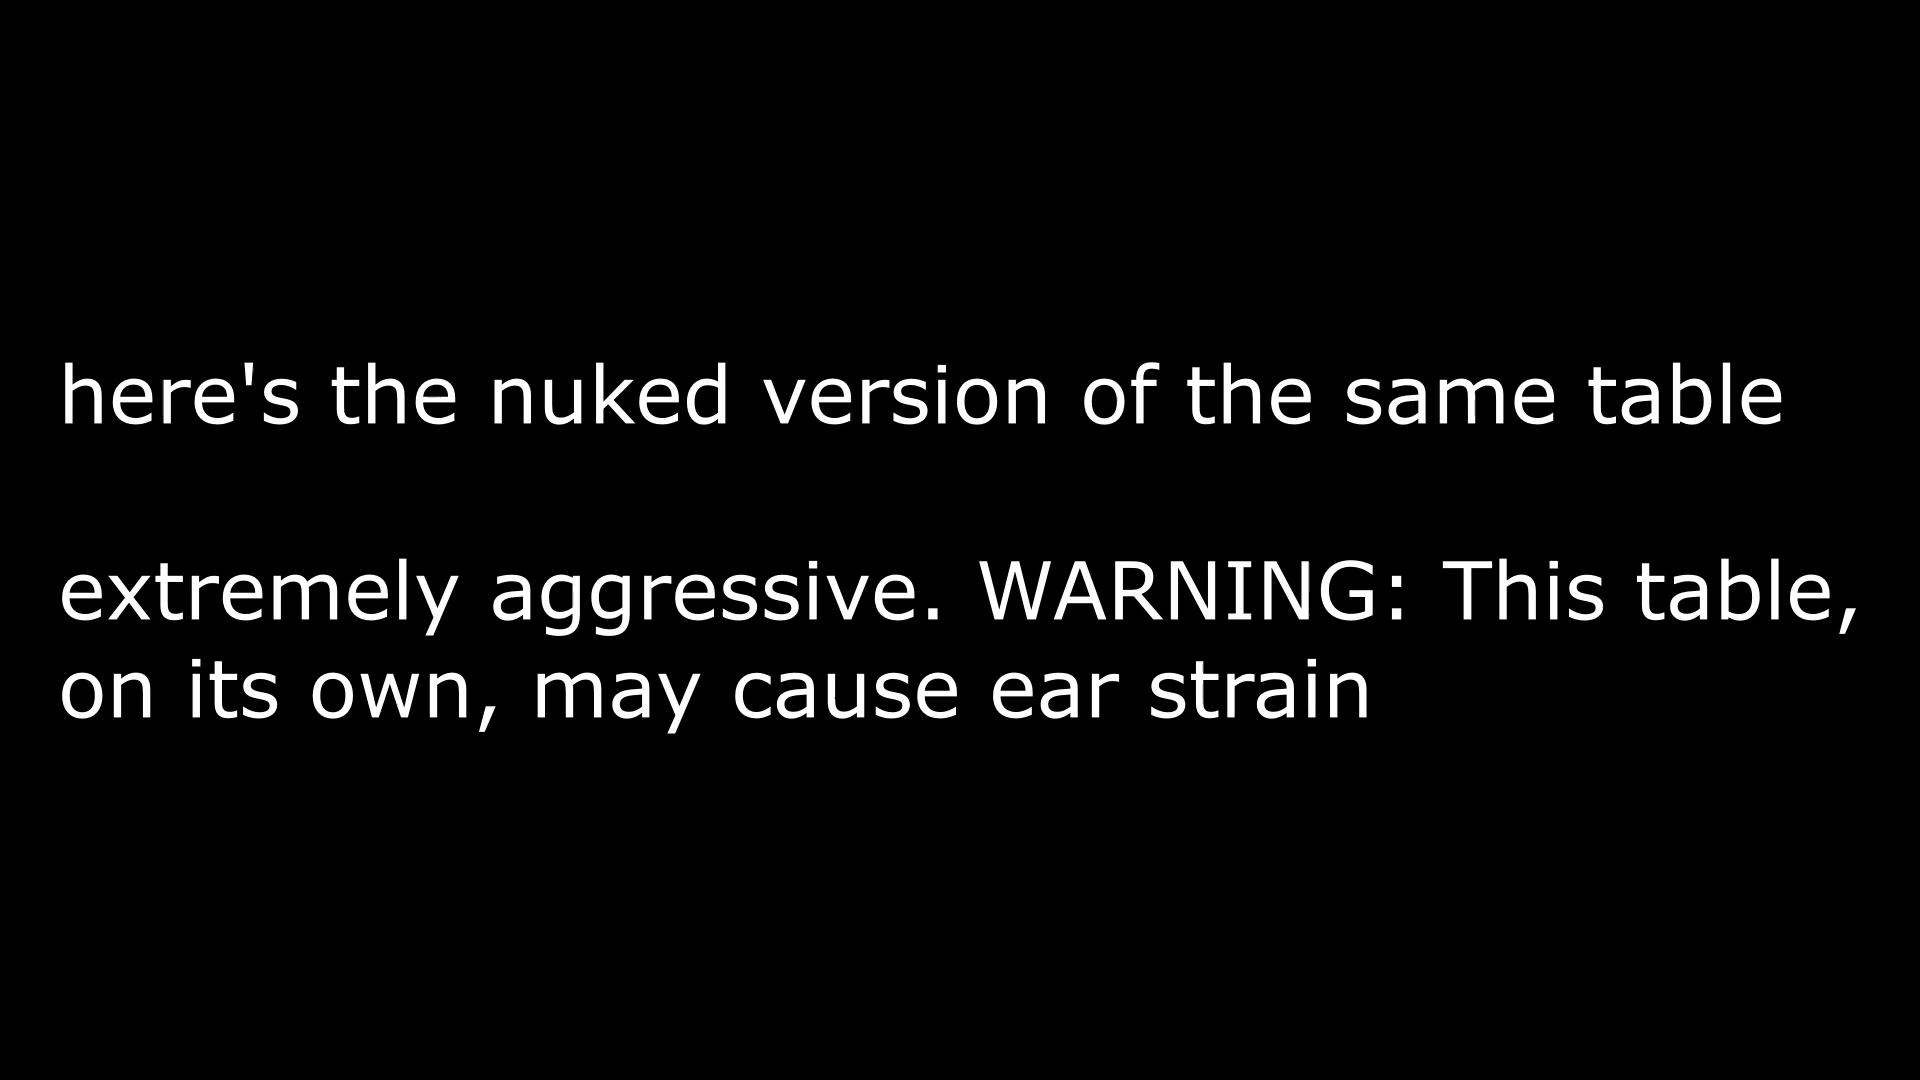 here's the nuked version of the same table
extremely aggressive. WARNING: This table,
on its own, may cause ear strain